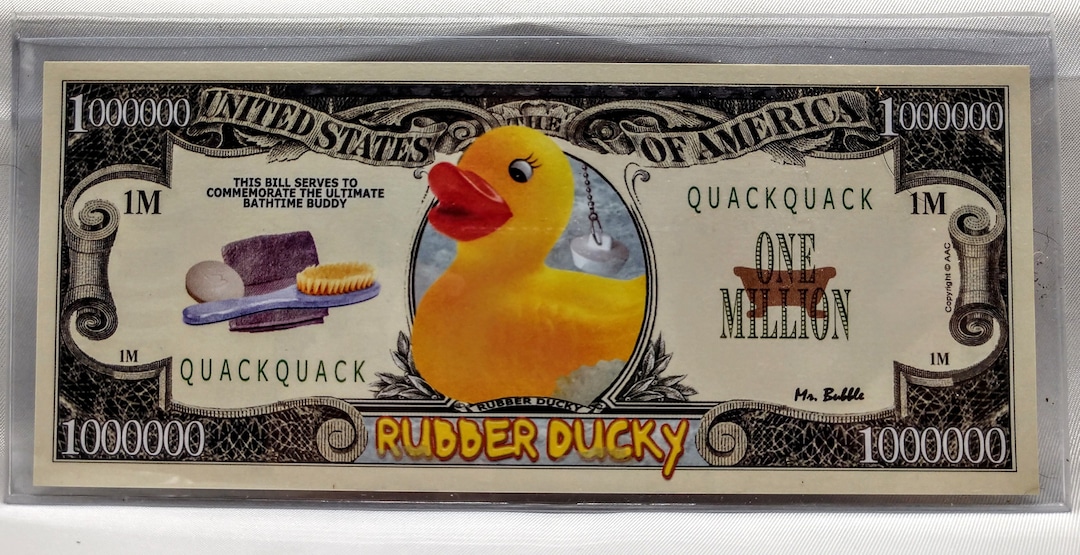 1000000
UNITED STATES
THE
OF AMERICA
1000000
1M
THIS BILL SERVES TO
COMMEMORATE THE ULTIMATE
BATHTIME BUDDY
QUACKQUACK
1M
ONE
MILLION
Copyright © AAC
1M
QUACKQUACK
1M
Mr. Bubble
RUBBER DUCKY
1000000
RUBBER DUCKY
1000000